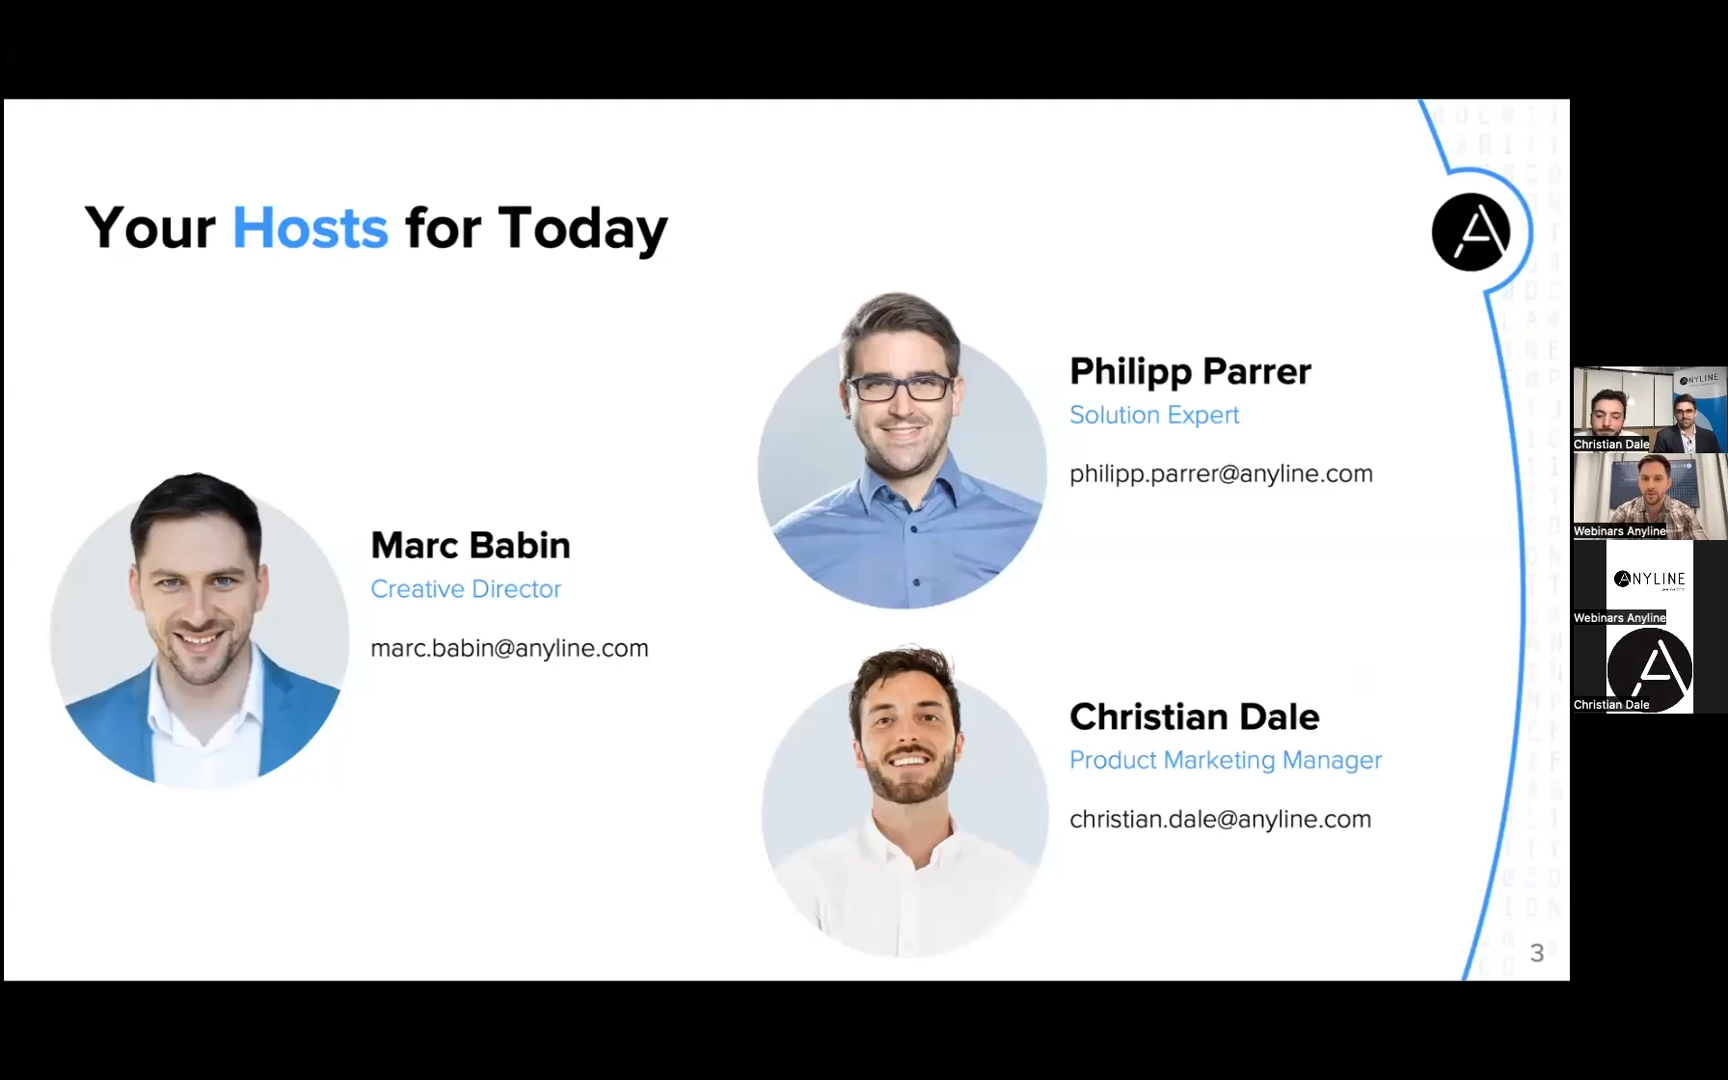 Your Hosts for Today
Philipp Parrer
Solution Expert
philipp.parrer@anyline.com
Marc Babin
Creative Director
marc.babin@anyline.com
Christian Dale
Product Marketing Manager
christian.dale@anyline.com
3
ANYLINE
Christian Dale
Webinars Anyline
ANYLINE
Webinars Anyline
Christian Dale